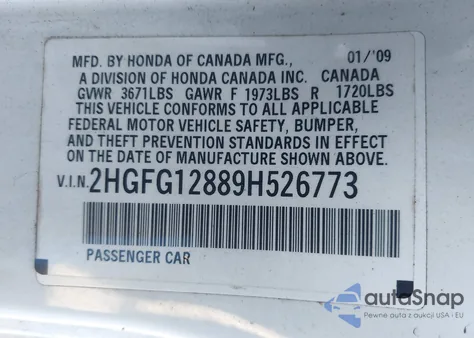 MFD. BY HONDA OF CANADA MFG., 01/'09
A DIVISION OF HONDA CANADA INC. CANADA
GVWR 3671LBS GAWR F 1973LBS R 1720LBS
THIS VEHICLE CONFORMS TO ALL APPLICABLE
FEDERAL MOTOR VEHICLE SAFETY, BUMPER,
AND THEFT PREVENTION STANDARDS IN EFFECT
ON THE DATE OF MANUFACTURE SHOWN ABOVE.
V.I.N. 2HGFG12889H526773
PASSENGER CAR
autoSnap
Pewne auta z aukcji USA - EU